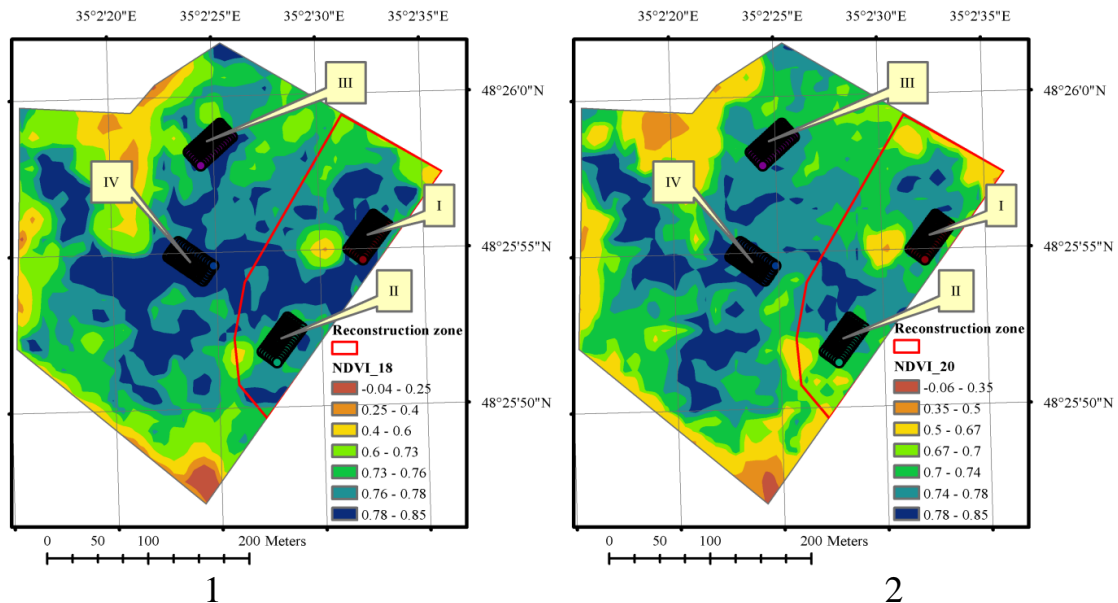 35°2'20"E 35°2'25"E 35°2'30"E 35°2'35"E
35°2'20"E 35°2'25"E 35°2'30"E 35°2'35"E
III
IV
I
II
Reconstruction zone
NDVI_18
-0.04 - 0.25
0.25 - 0.4
0.4 - 0.6
0.6 - 0.73
0.73 - 0.76
0.76 - 0.78
0.78 - 0.85
0 50 100 200 Meters
1
48°26'0"N
48°25'55"N
48°25'50"N
III
IV
I
II
Reconstruction zone
NDVI_20
-0.06 - 0.35
0.35 - 0.5
0.5 - 0.67
0.67 - 0.7
0.7 - 0.74
0.74 - 0.78
0.78 - 0.85
0 50 100 200 Meters
2
48°26'0"N
48°25'55"N
48°25'50"N